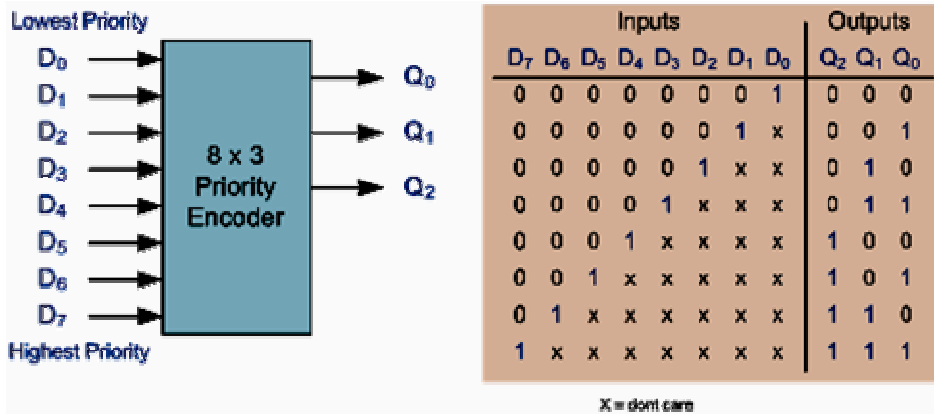 Lowest Priority
D₀
D₁
D₂
D₃
D₄
D₅
D₆
D₇
Highest Priority
8 x 3
Priority
Encoder
Q₀
Q₁
Q₂
Inputs Outputs
D₇ D₆ D₅ D₄ D₃ D₂ D₁ D₀ Q₂ Q₁ Q₀
0 0 0 0 0 0 0 1 0 0 0
0 0 0 0 0 0 1 x 0 0 1
0 0 0 0 0 1 x x 0 1 0
0 0 0 0 1 x x x 0 1 1
0 0 0 1 x x x x 1 0 0
0 0 1 x x x x x 1 0 1
0 1 x x x x x x 1 1 0
1 x x x x x x x 1 1 1
X = dont care